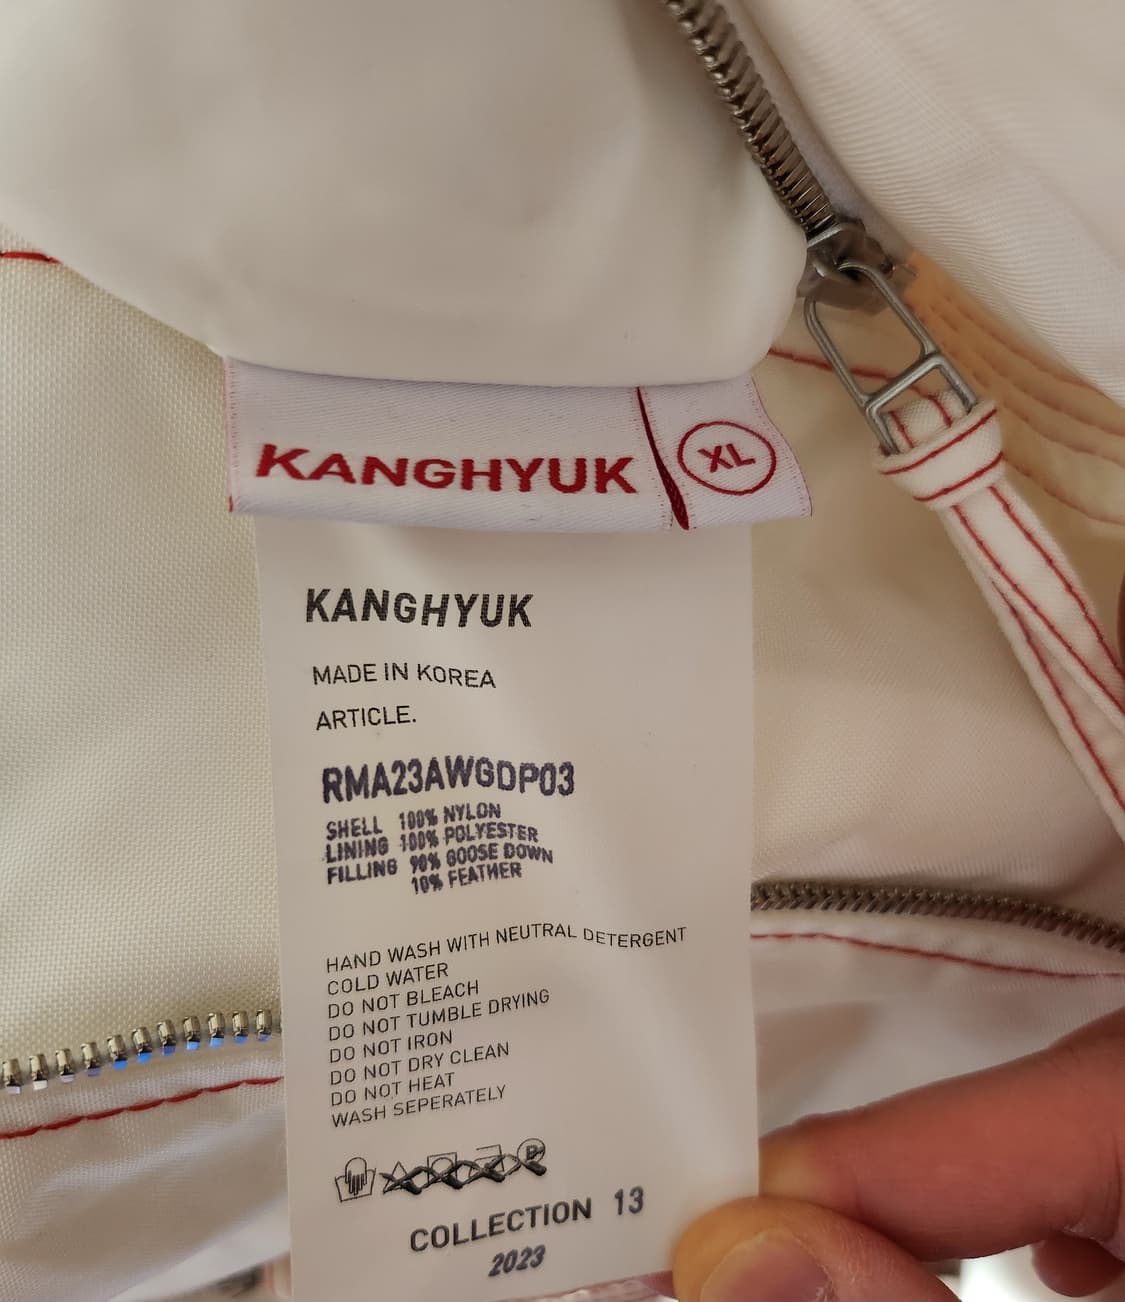 KANGHYUK XL
KANGHYUK
MADE IN KOREA
ARTICLE.
RMA23AWGDP03
SHELL 100% NYLON
LINING 100% POLYESTER
FILLING 90% GOOSE DOWN
10% FEATHER
HAND WASH WITH NEUTRAL DETERGENT
COLD WATER
DO NOT BLEACH
DO NOT TUMBLE DRYING
DO NOT IRON
DO NOT DRY CLEAN
DO NOT HEAT
WASH SEPERATELY
P
COLLECTION 13
2023